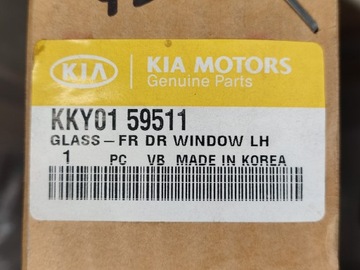 KIA
KIA MOTORS
Genuine Parts
KKY01 59511
GLASS-FR DR WINDOW LH
1 PC VB MADE IN KOREA